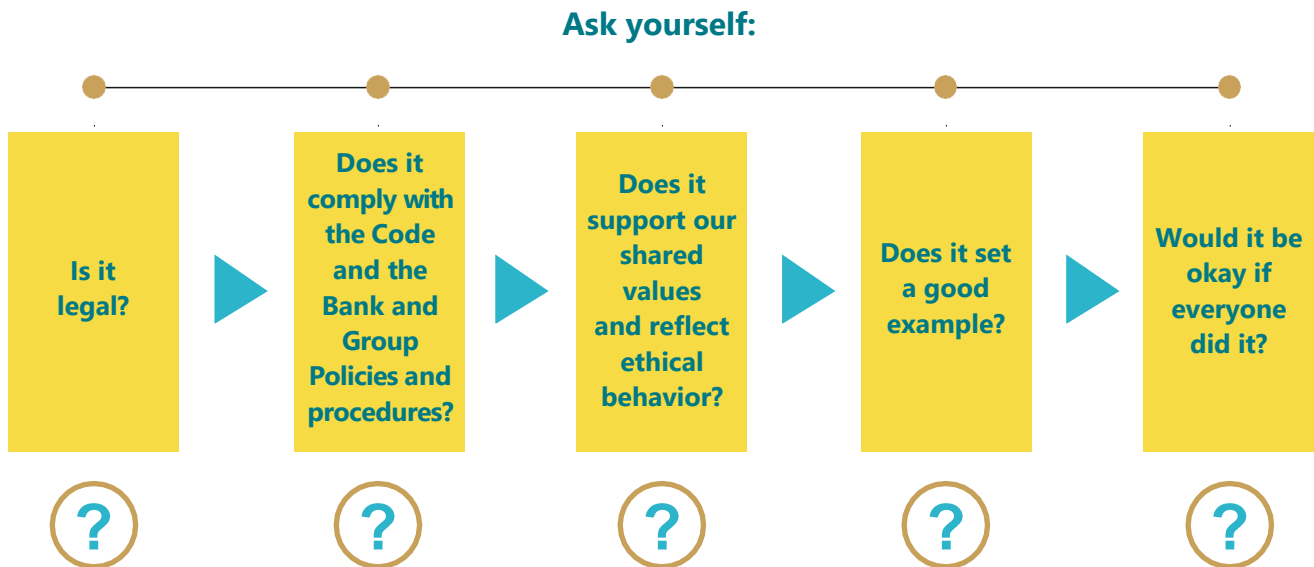 Ask yourself:
Is it
legal?
Does it
comply with
the Code
and the
Bank and
Group
Policies and
procedures?
Does it
support our
shared
values
and reflect
ethical
behavior?
Does it set
a good
example?
Would it be
okay if
everyone
did it?
?
?
?
?
?